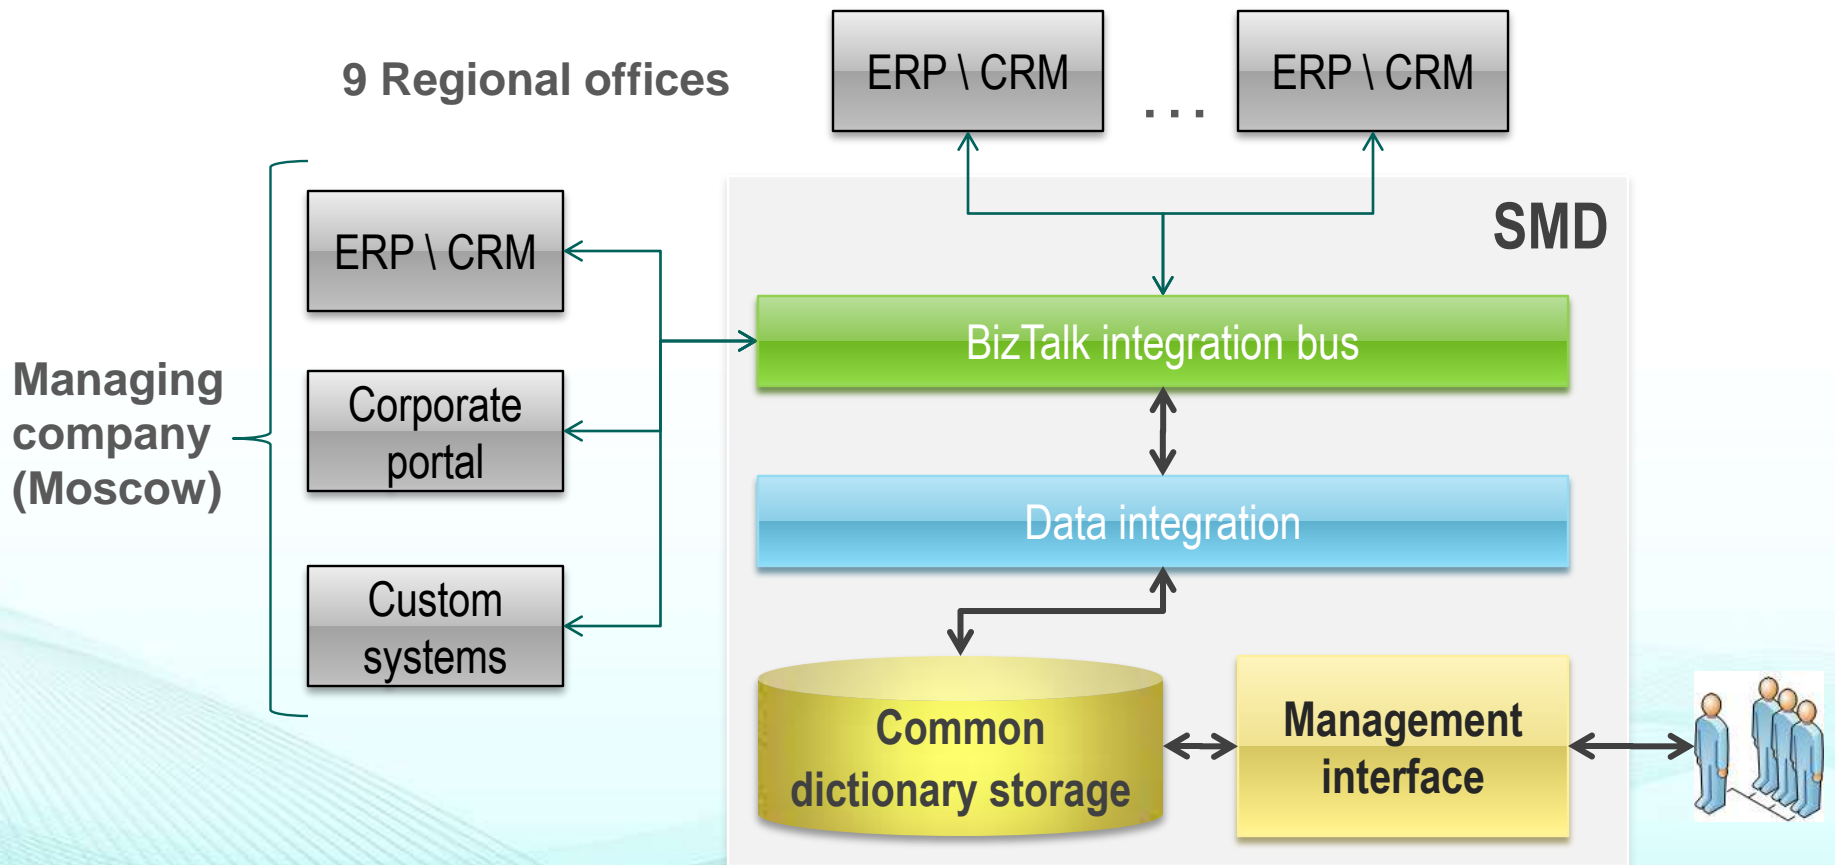 9 Regional offices
ERP \ CRM
...
ERP \ CRM
SMD
ERP \ CRM
BizTalk integration bus
Managing
company
(Moscow)
Corporate
portal
Data integration
Custom
systems
Common
dictionary storage
Management
interface